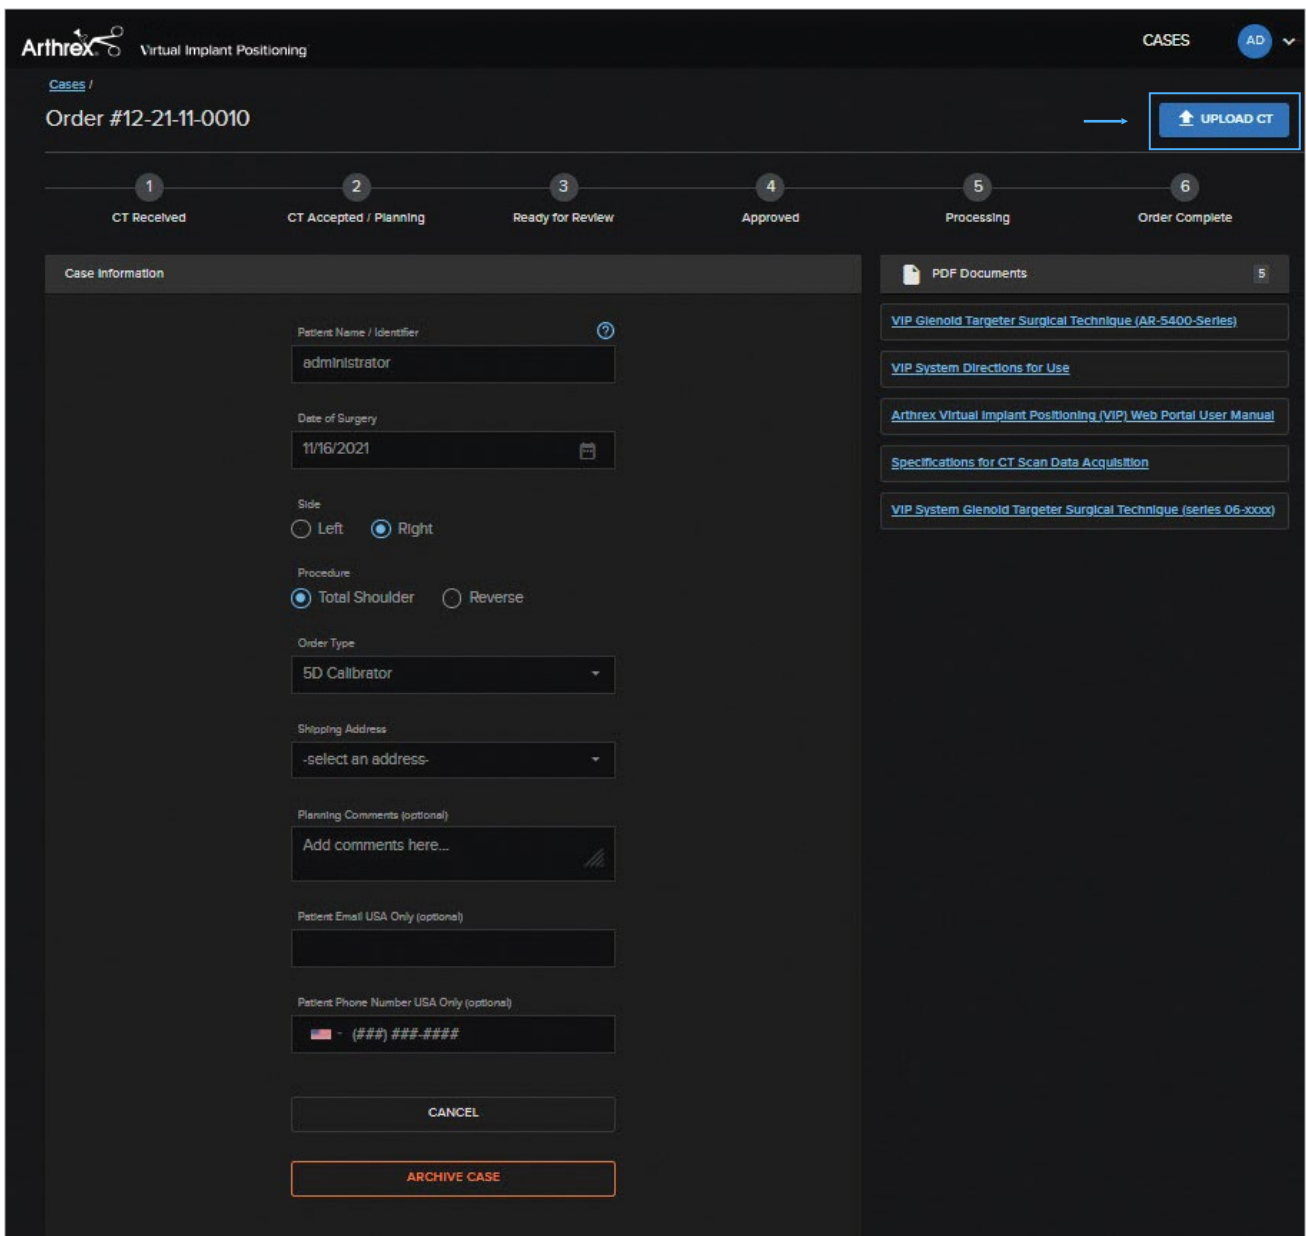 Arthrex Virtual Implant Positioning
CASES
AD
Cases /
Order #12-21-11-0010
UPLOAD CT
1
2
3
4
5
6
CT Received
CT Accepted / Planning
Ready for Review
Approved
Processing
Order Complete
Case Information
Patient Name / Identifier
administrator
Date of Surgery
11/16/2021
Side
Left
Right
Procedure
Total Shoulder
Reverse
Order Type
5D Calibrator
Shipping Address
-select an address-
Planning Comments (optional)
Add comments here...
Patient Email USA Only (optional)
Patient Phone Number USA Only (optional)
(###) ###-####
CANCEL
ARCHIVE CASE
PDF Documents
5
VIP Glenoid Targeter Surgical Technique (AR-5400-Series)
VIP System Directions for Use
Arthrex Virtual Implant Positioning (VIP) Web Portal User Manual
Specifications for CT Scan Data Acquisition
VIP System Glenoid Targeter Surgical Technique (series 06-xxxx)